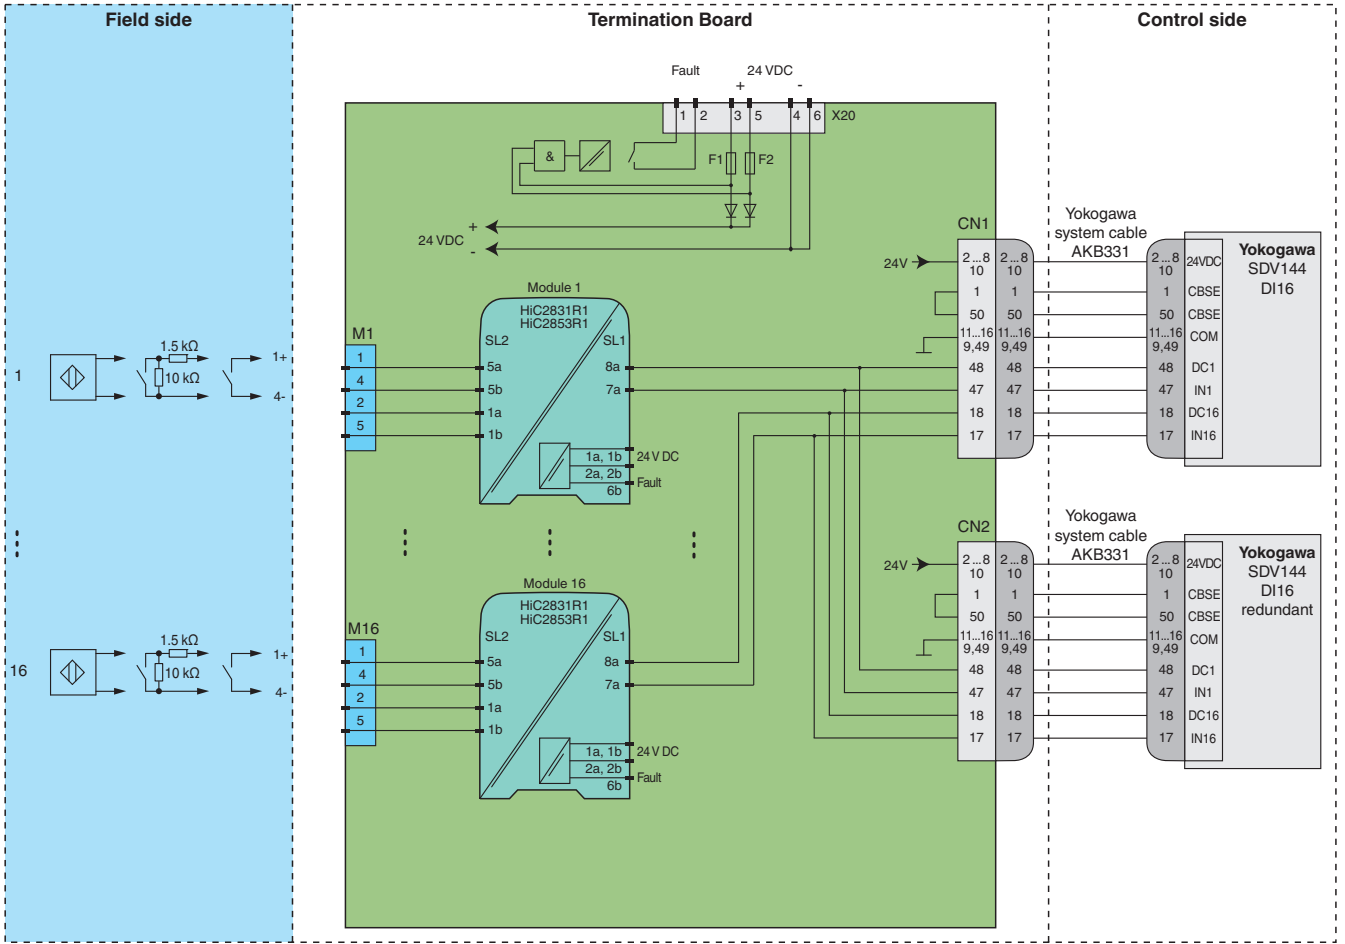 Field side
Termination Board
Control side
Fault
24 VDC
+
-
1
2
3
5
4
6
X20
&
F1
F2
+
24 VDC
-
CN1
24V
2...8
10
1
50
11...16
9,49
48
47
18
17
2...8
10
1
50
11...16
9,49
48
47
18
17
Yokogawa
system cable
AKB331
2...8
10
1
50
11...16
9,49
48
47
18
17
24VDC
CBSE
CBSE
COM
DC1
IN1
DC16
IN16
Yokogawa
SDV144
DI16
Module 1
HiC2831R1
HiC2853R1
SL2
SL1
5a
5b
1a
1b
8a
7a
1a, 1b
2a, 2b
6b
24 V DC
Fault
M1
1
4
2
5
1
1.5 kΩ
10 kΩ
1+
4-
CN2
24V
2...8
10
1
50
11...16
9,49
48
47
18
17
2...8
10
1
50
11...16
9,49
48
47
18
17
Yokogawa
system cable
AKB331
2...8
10
1
50
11...16
9,49
48
47
18
17
24VDC
CBSE
CBSE
COM
DC1
IN1
DC16
IN16
Yokogawa
SDV144
DI16
redundant
Module 16
HiC2831R1
HiC2853R1
SL2
SL1
5a
5b
1a
1b
8a
7a
1a, 1b
2a, 2b
6b
24 V DC
Fault
M16
1
4
2
5
16
1.5 kΩ
10 kΩ
1+
4-